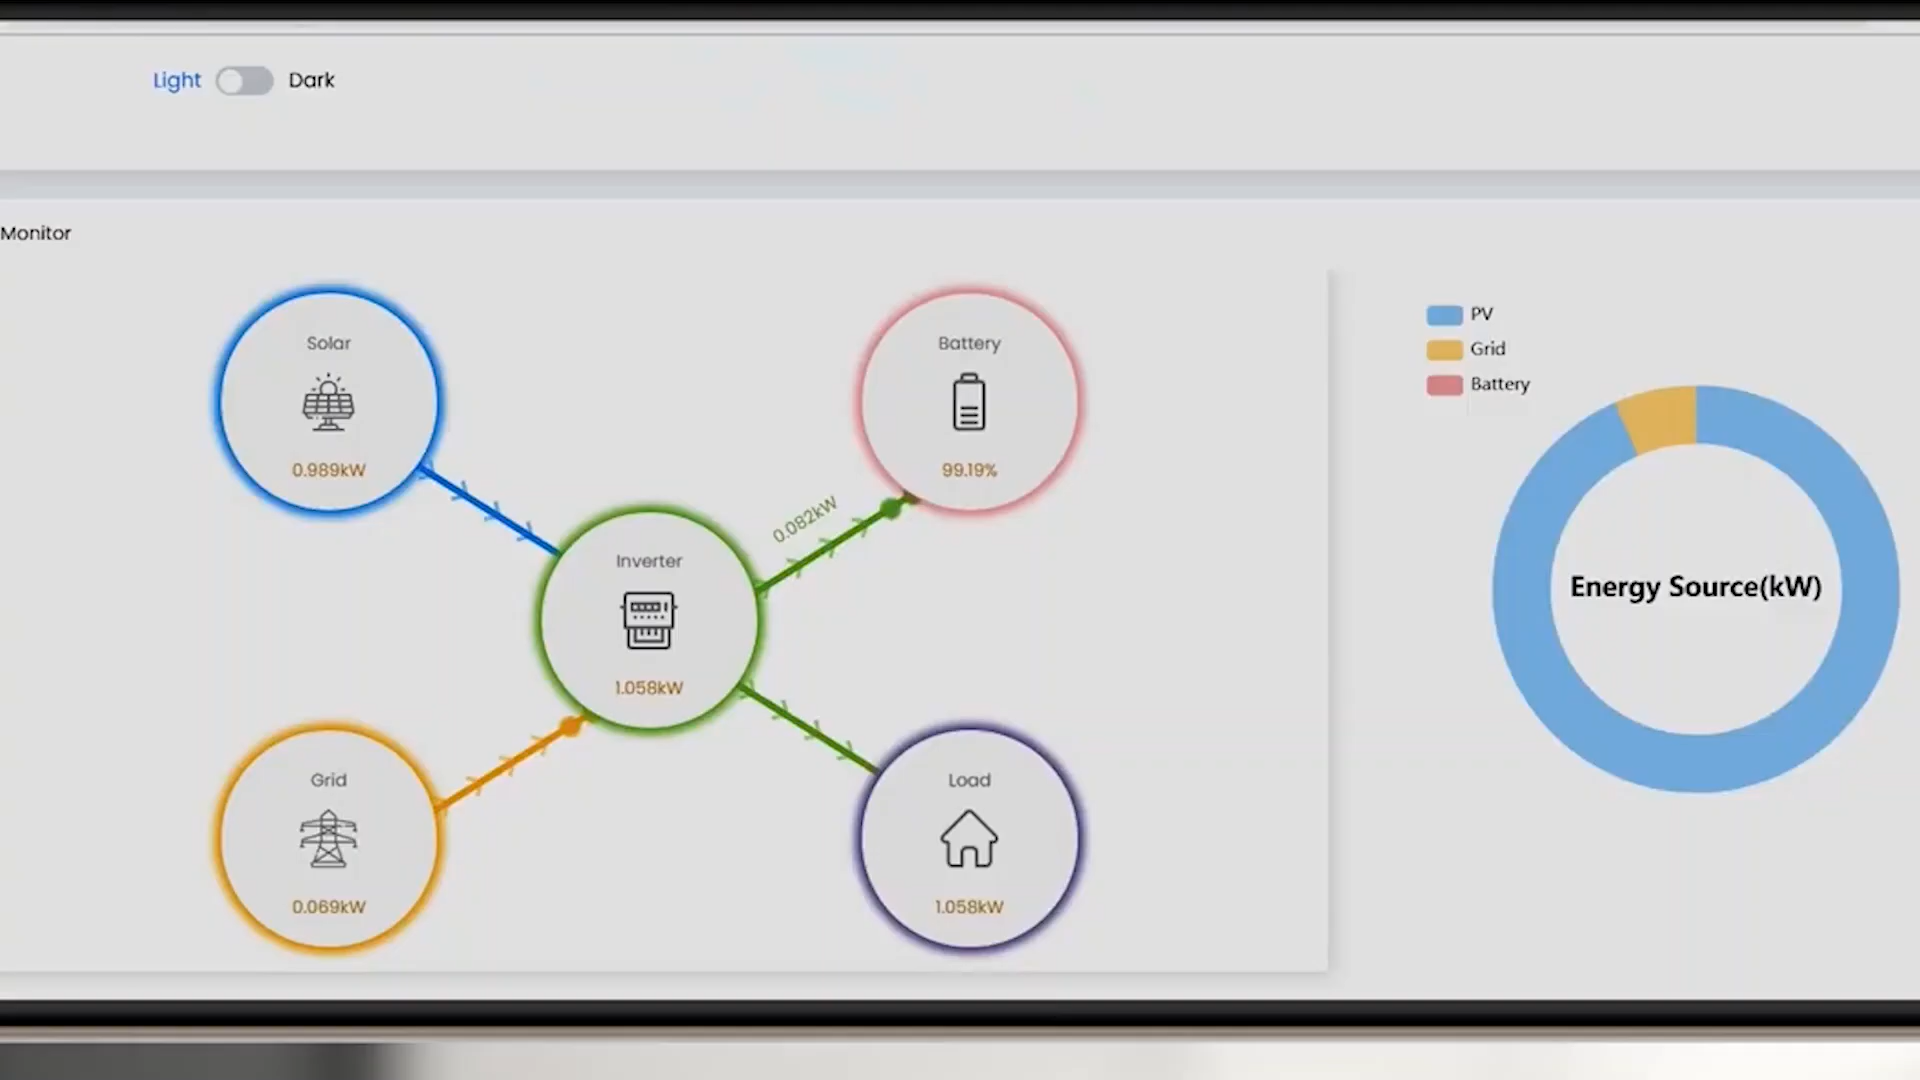 Light Dark
Monitor
Solar
0.989kW
Battery
99.19%
0.082kW
Inverter
1.058kW
Grid
0.069kW
Load
1.058kW
PV
Grid
Battery
Energy Source(kW)